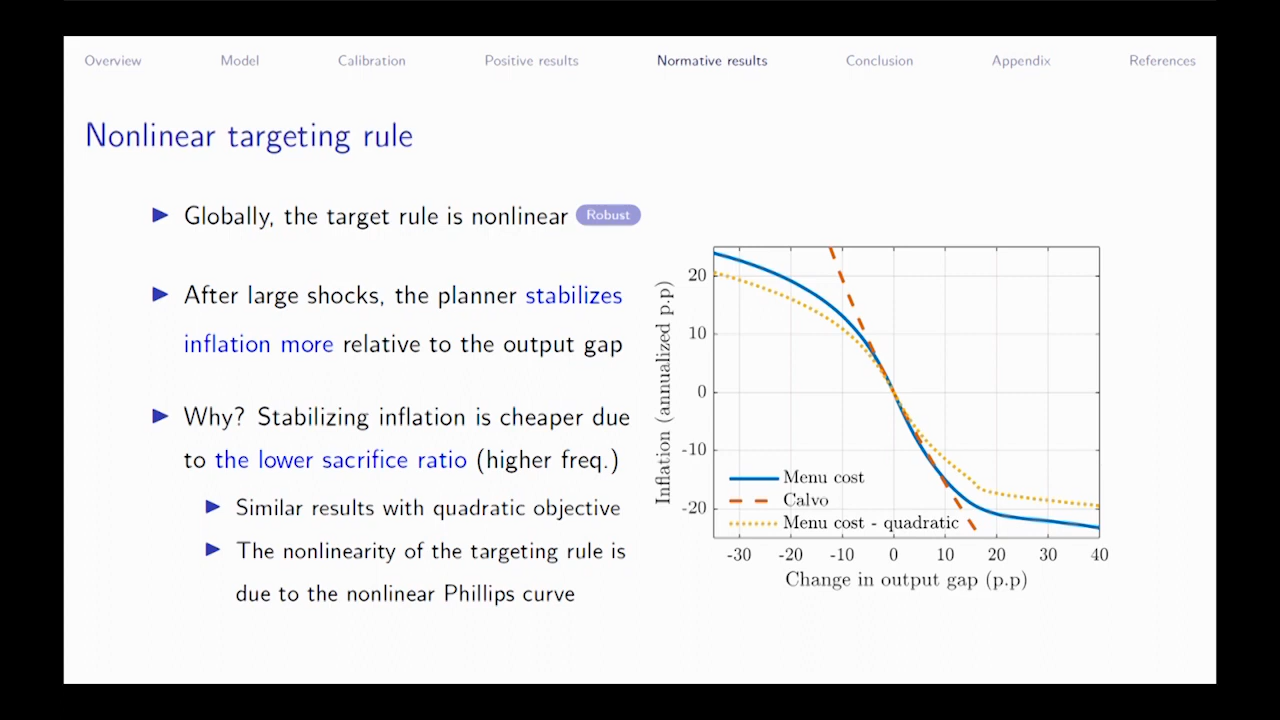 Overview Model Calibration Positive results Normative results Conclusion Appendix References
Nonlinear targeting rule
Globally, the target rule is nonlinear Robust
After large shocks, the planner stabilizes
inflation more relative to the output gap
Why? Stabilizing inflation is cheaper due
to the lower sacrifice ratio (higher freq.)
Similar results with quadratic objective
The nonlinearity of the targeting rule is
due to the nonlinear Phillips curve
Inflation (annualized p.p)
20
10
0
-10
-20
Menu cost
Calvo
Menu cost - quadratic
-30 -20 -10 0 10 20 30 40
Change in output gap (p.p)